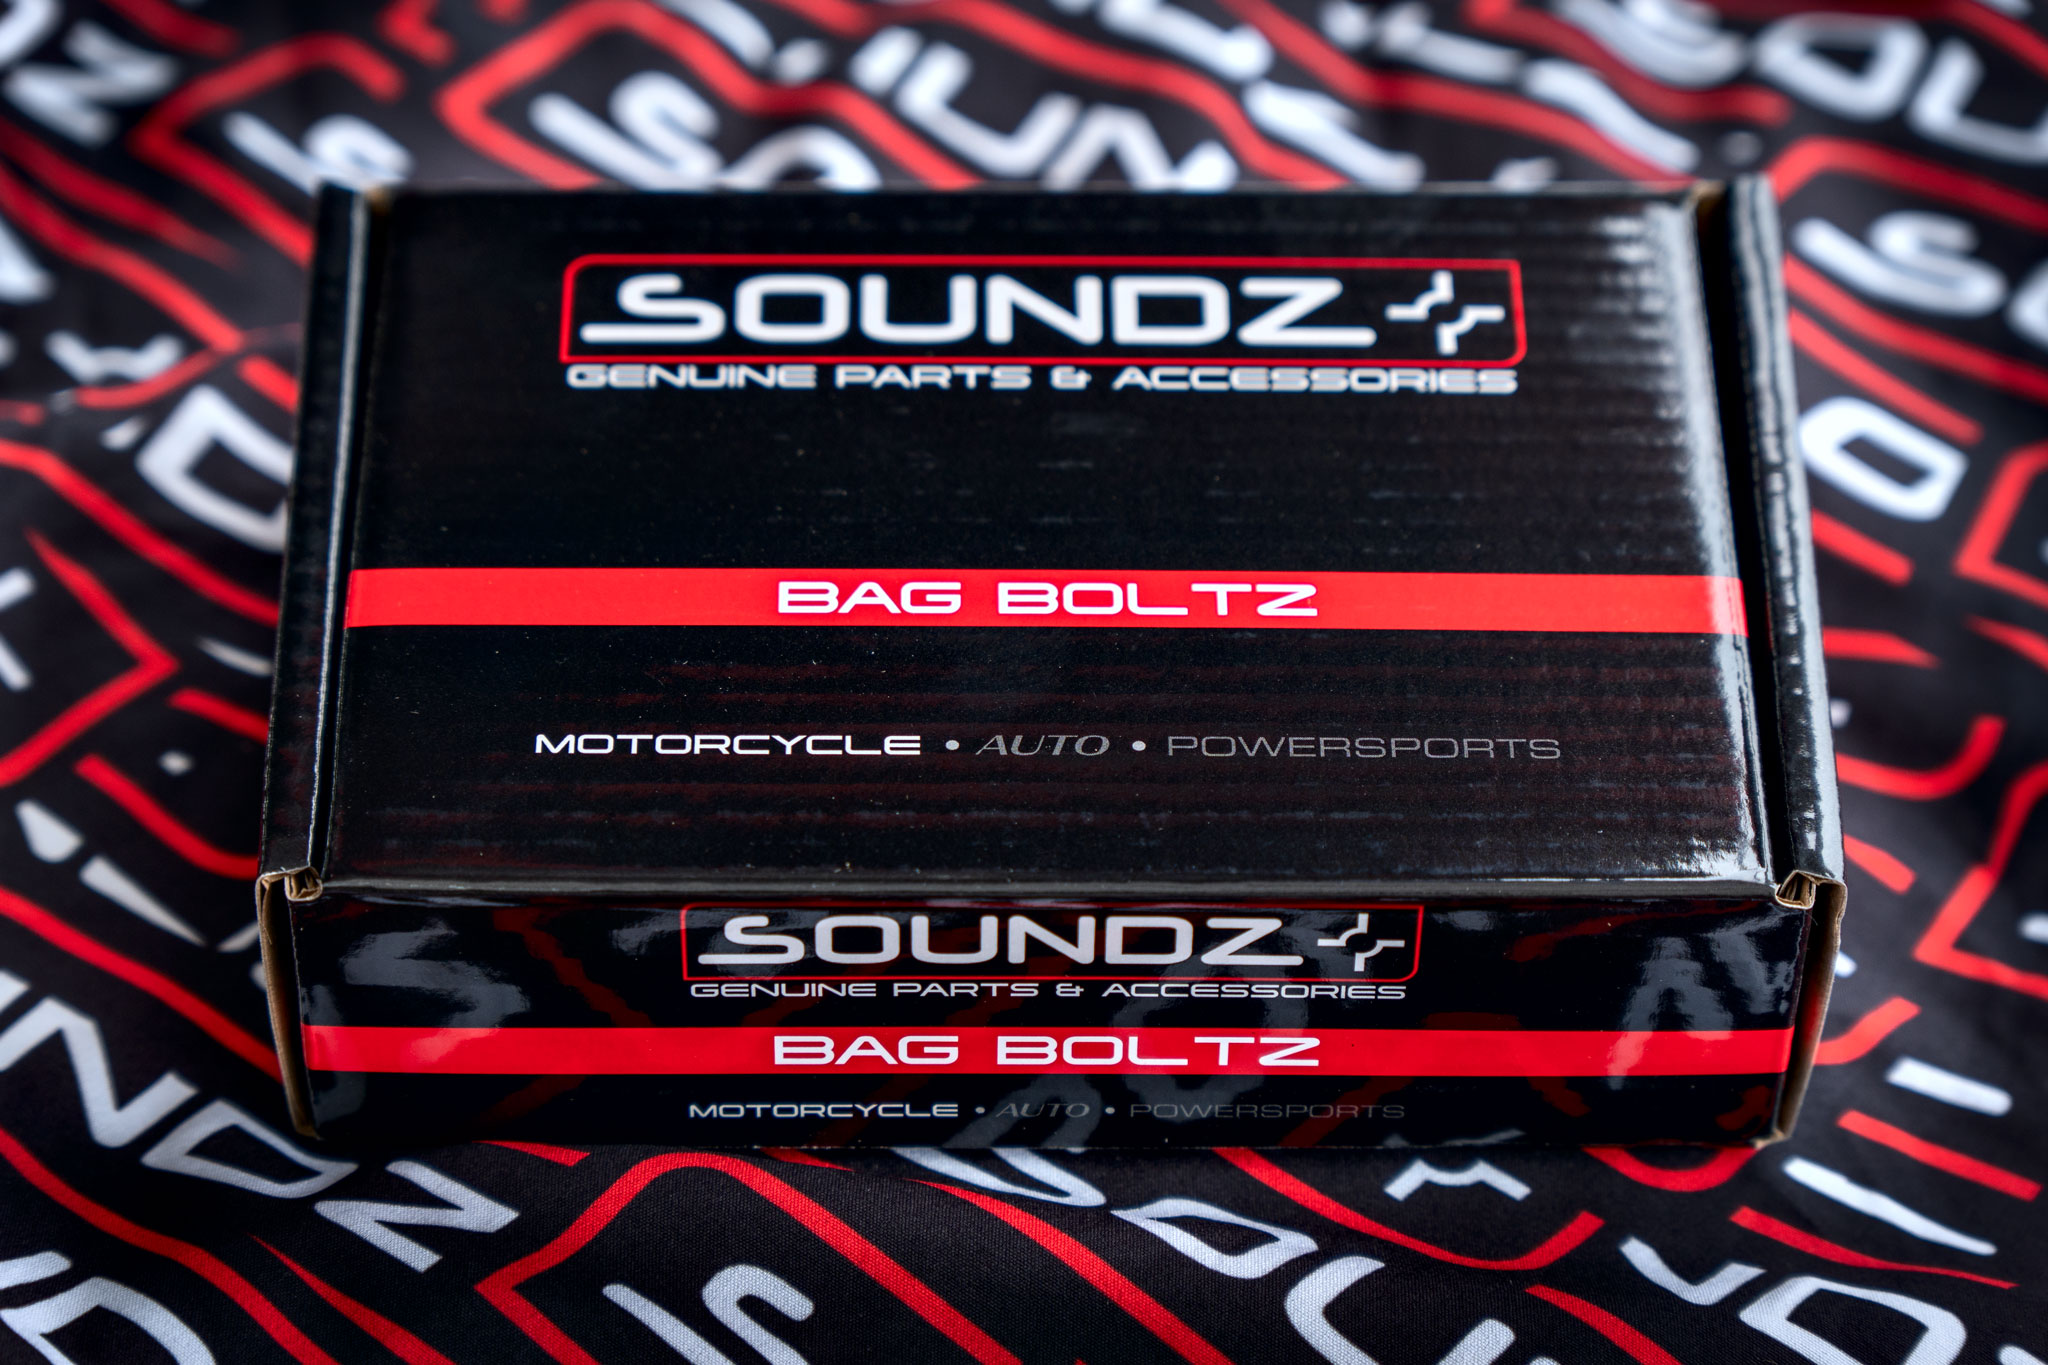 SOUNDZ
GENUINE PARTS & ACCESSORIES
BAG BOLTZ
MOTORCYCLE • AUTO • POWERSPORTS
SOUNDZ
GENUINE PARTS & ACCESSORIES
BAG BOLTZ
MOTORCYCLE • AUTO • POWERSPORTS